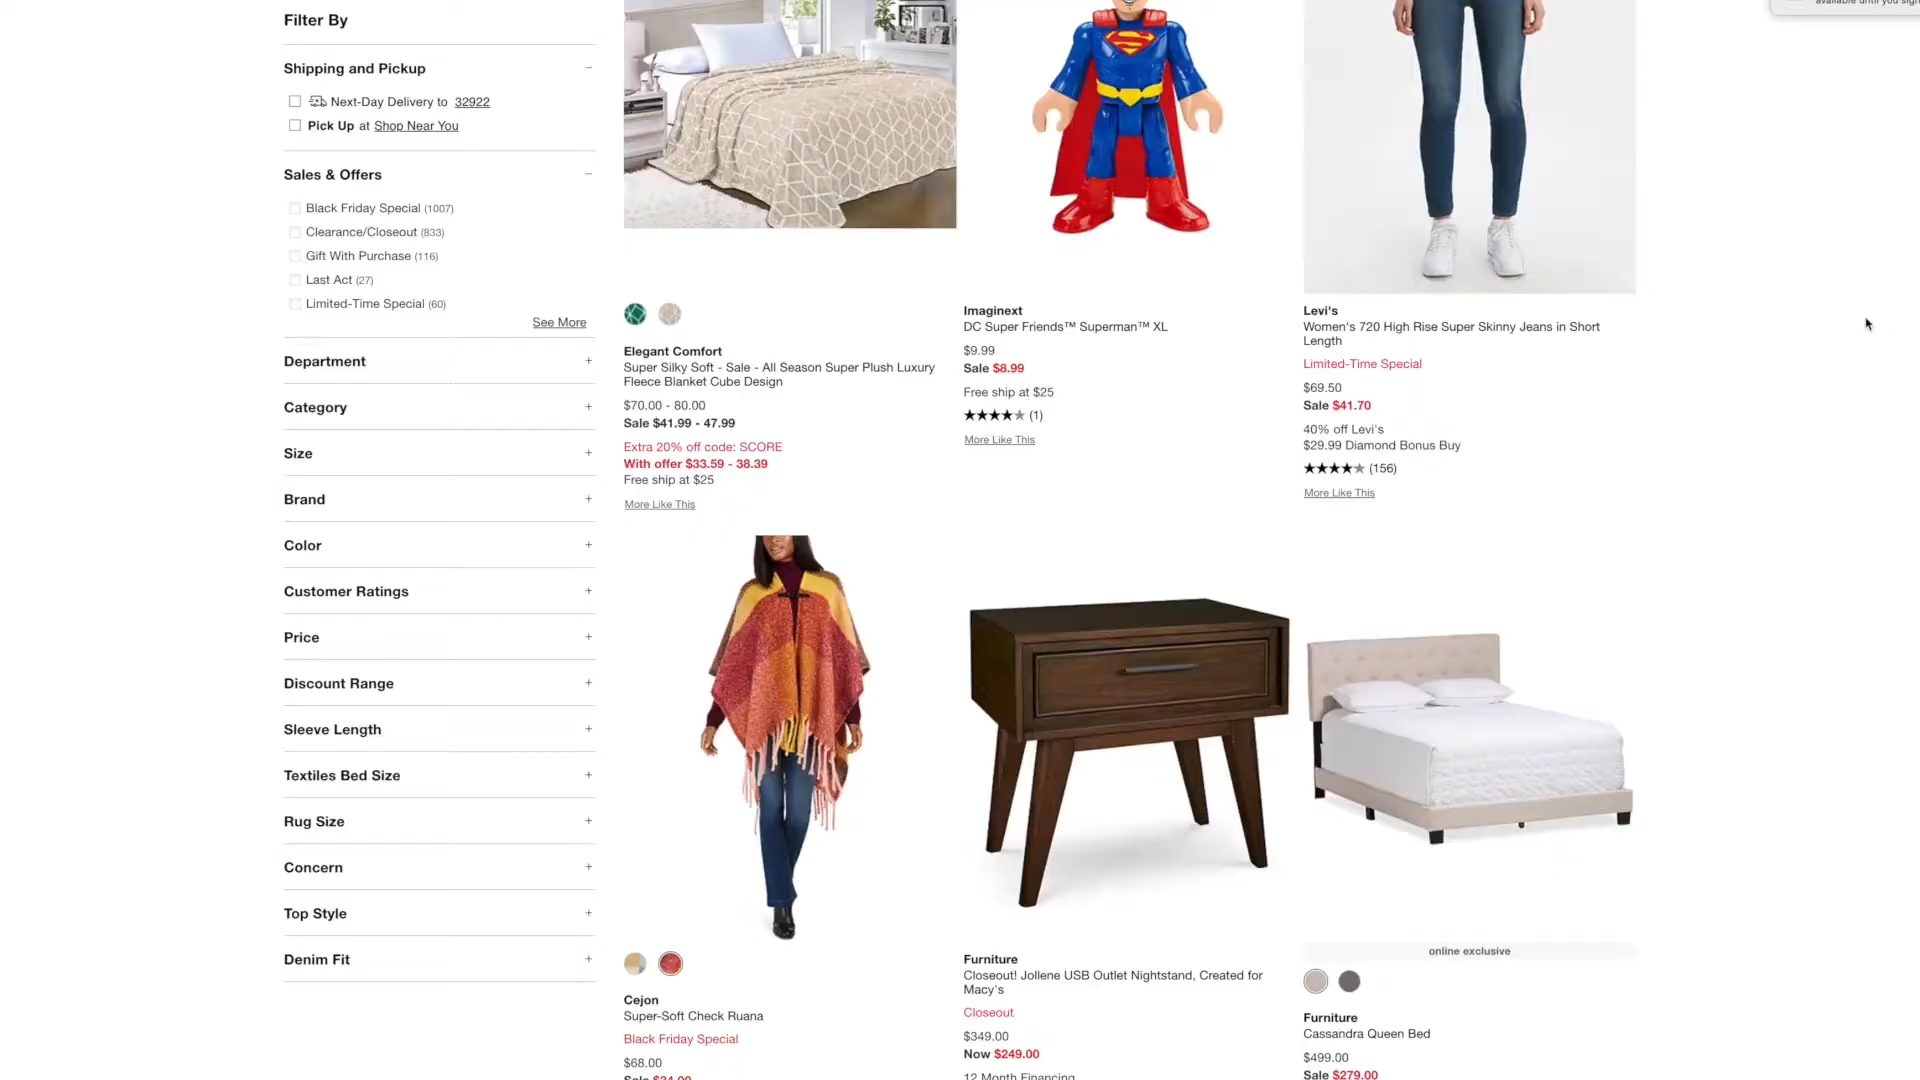 Filter By
Shipping and Pickup
Next-Day Delivery to 32922
Pick Up at Shop Near You
Sales & Offers
Black Friday Special (1007)
Clearance/Closeout (833)
Gift With Purchase (116)
Last Act (27)
Limited-Time Special (60)
See More
Department
Category
Size
Brand
Color
Customer Ratings
Price
Discount Range
Sleeve Length
Textiles Bed Size
Rug Size
Concern
Top Style
Denim Fit
Elegant Comfort
Super Silky Soft - Sale - All Season Super Plush Luxury
Fleece Blanket Cube Design
$70.00 - 80.00
Sale $41.99 - 47.99
Extra 20% off code: SCORE
With offer $33.59 - 38.39
Free ship at $25
More Like This
Imaginext
DC Super Friends™ Superman™ XL
$9.99
Sale $8.99
Free ship at $25
(1)
More Like This
Levi's
Women's 720 High Rise Super Skinny Jeans in Short
Length
Limited-Time Special
$69.50
Sale $41.70
40% off Levi's
$29.99 Diamond Bonus Buy
(156)
More Like This
Cejon
Super-Soft Check Ruana
Black Friday Special
$68.00
Sale $34.00
Furniture
Closeout! Jollene USB Outlet Nightstand, Created for
Macy's
Closeout
$349.00
Now $249.00
12 Month Financing
online exclusive
Furniture
Cassandra Queen Bed
$499.00
Sale $279.00